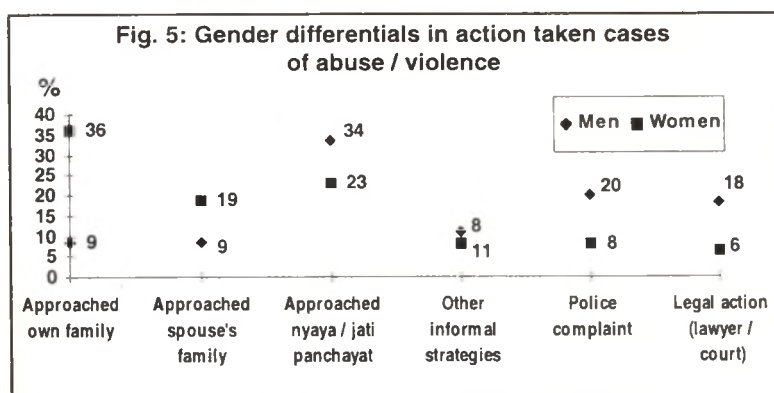 Fig. 5: Gender differentials in action taken cases
of abuse / violence
%
40
35
30
25
20
15
10
5
0
36
9
19
9
34
23
8
11
20
8
18
6
Men Women
Approached
own family
Approached
spouse's
family
Approached
nyaya / jati
panchayat
Other
informal
strategies
Police
complaint
Legal action
(lawyer /
court)